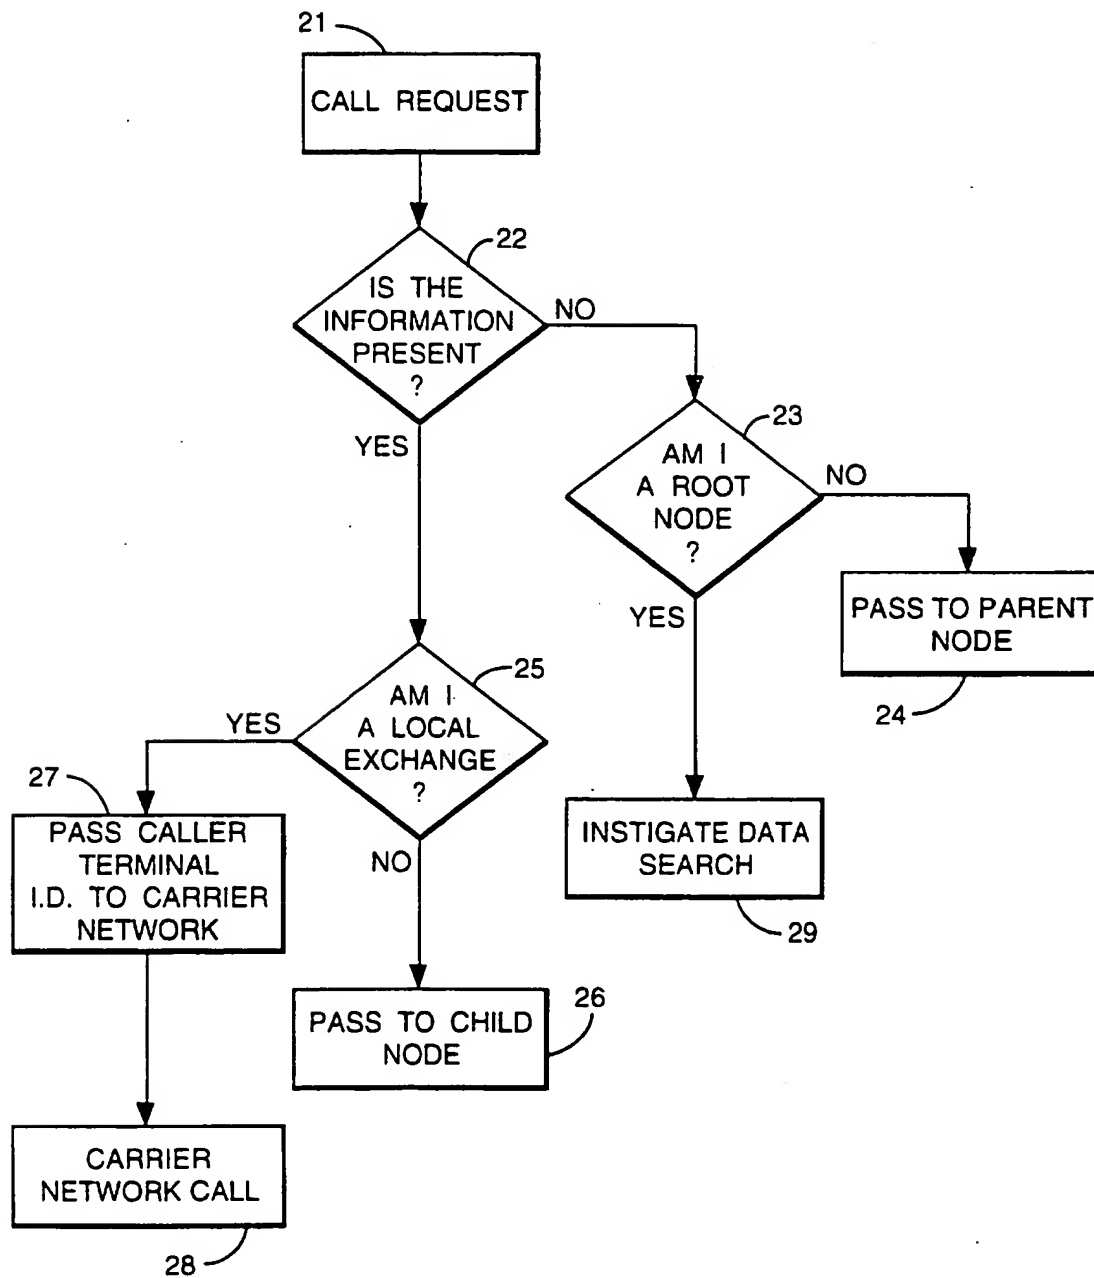 21
CALL REQUEST
22
IS THE
INFORMATION
PRESENT
?
NO
YES
23
AM I
A ROOT
NODE
?
NO
YES
PASS TO PARENT
NODE
24
25
AM I
A LOCAL
EXCHANGE
?
YES
NO
27
PASS CALLER
TERMINAL
I.D. TO CARRIER
NETWORK
INSTIGATE DATA
SEARCH
29
26
PASS TO CHILD
NODE
CARRIER
NETWORK CALL
28